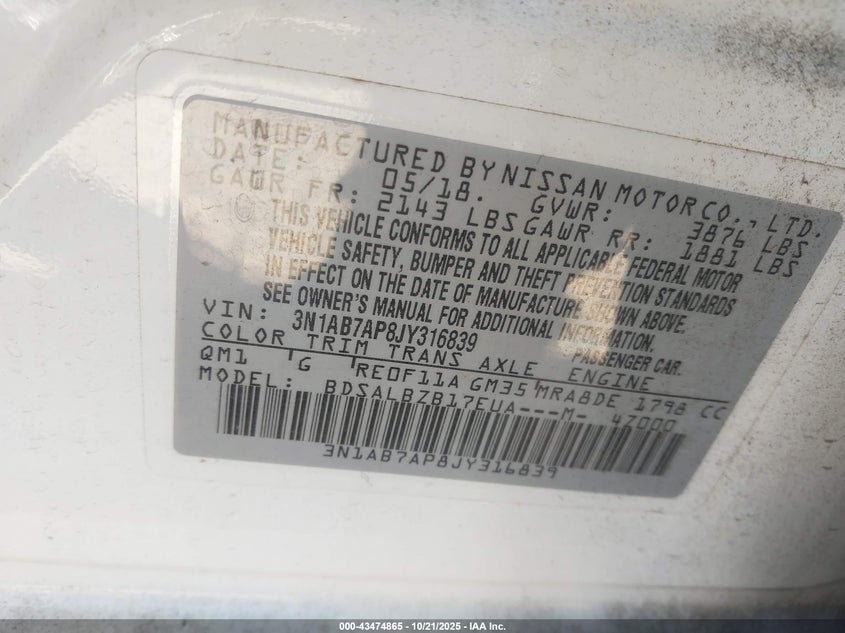 MANUFACTURED BY NISSAN MOTOR CO., LTD.
DATE: 05/18. GVWR: 3876 LBS
GAWR FR: 2143 LBS GAWR RR: 1881 LBS
THIS VEHICLE CONFORMS TO ALL APPLICABLE FEDERAL MOTOR
VEHICLE SAFETY, BUMPER AND THEFT PREVENTION STANDARDS
IN EFFECT ON THE DATE OF MANUFACTURE SHOWN ABOVE.
SEE OWNER'S MANUAL FOR ADDITIONAL INFORMATION.
VIN: 3N1AB7AP8JY316839 PASSENGER CAR.
COLOR TRIM TRANS AXLE ENGINE
QM1 G RE0F11A GM35 MRA8DE 1798 CC
MODEL: BDSALBZB17EUA---M- 4Z000
3N1AB7AP8JY316839
000-43474865 | 10/21/2025 - IAA Inc.